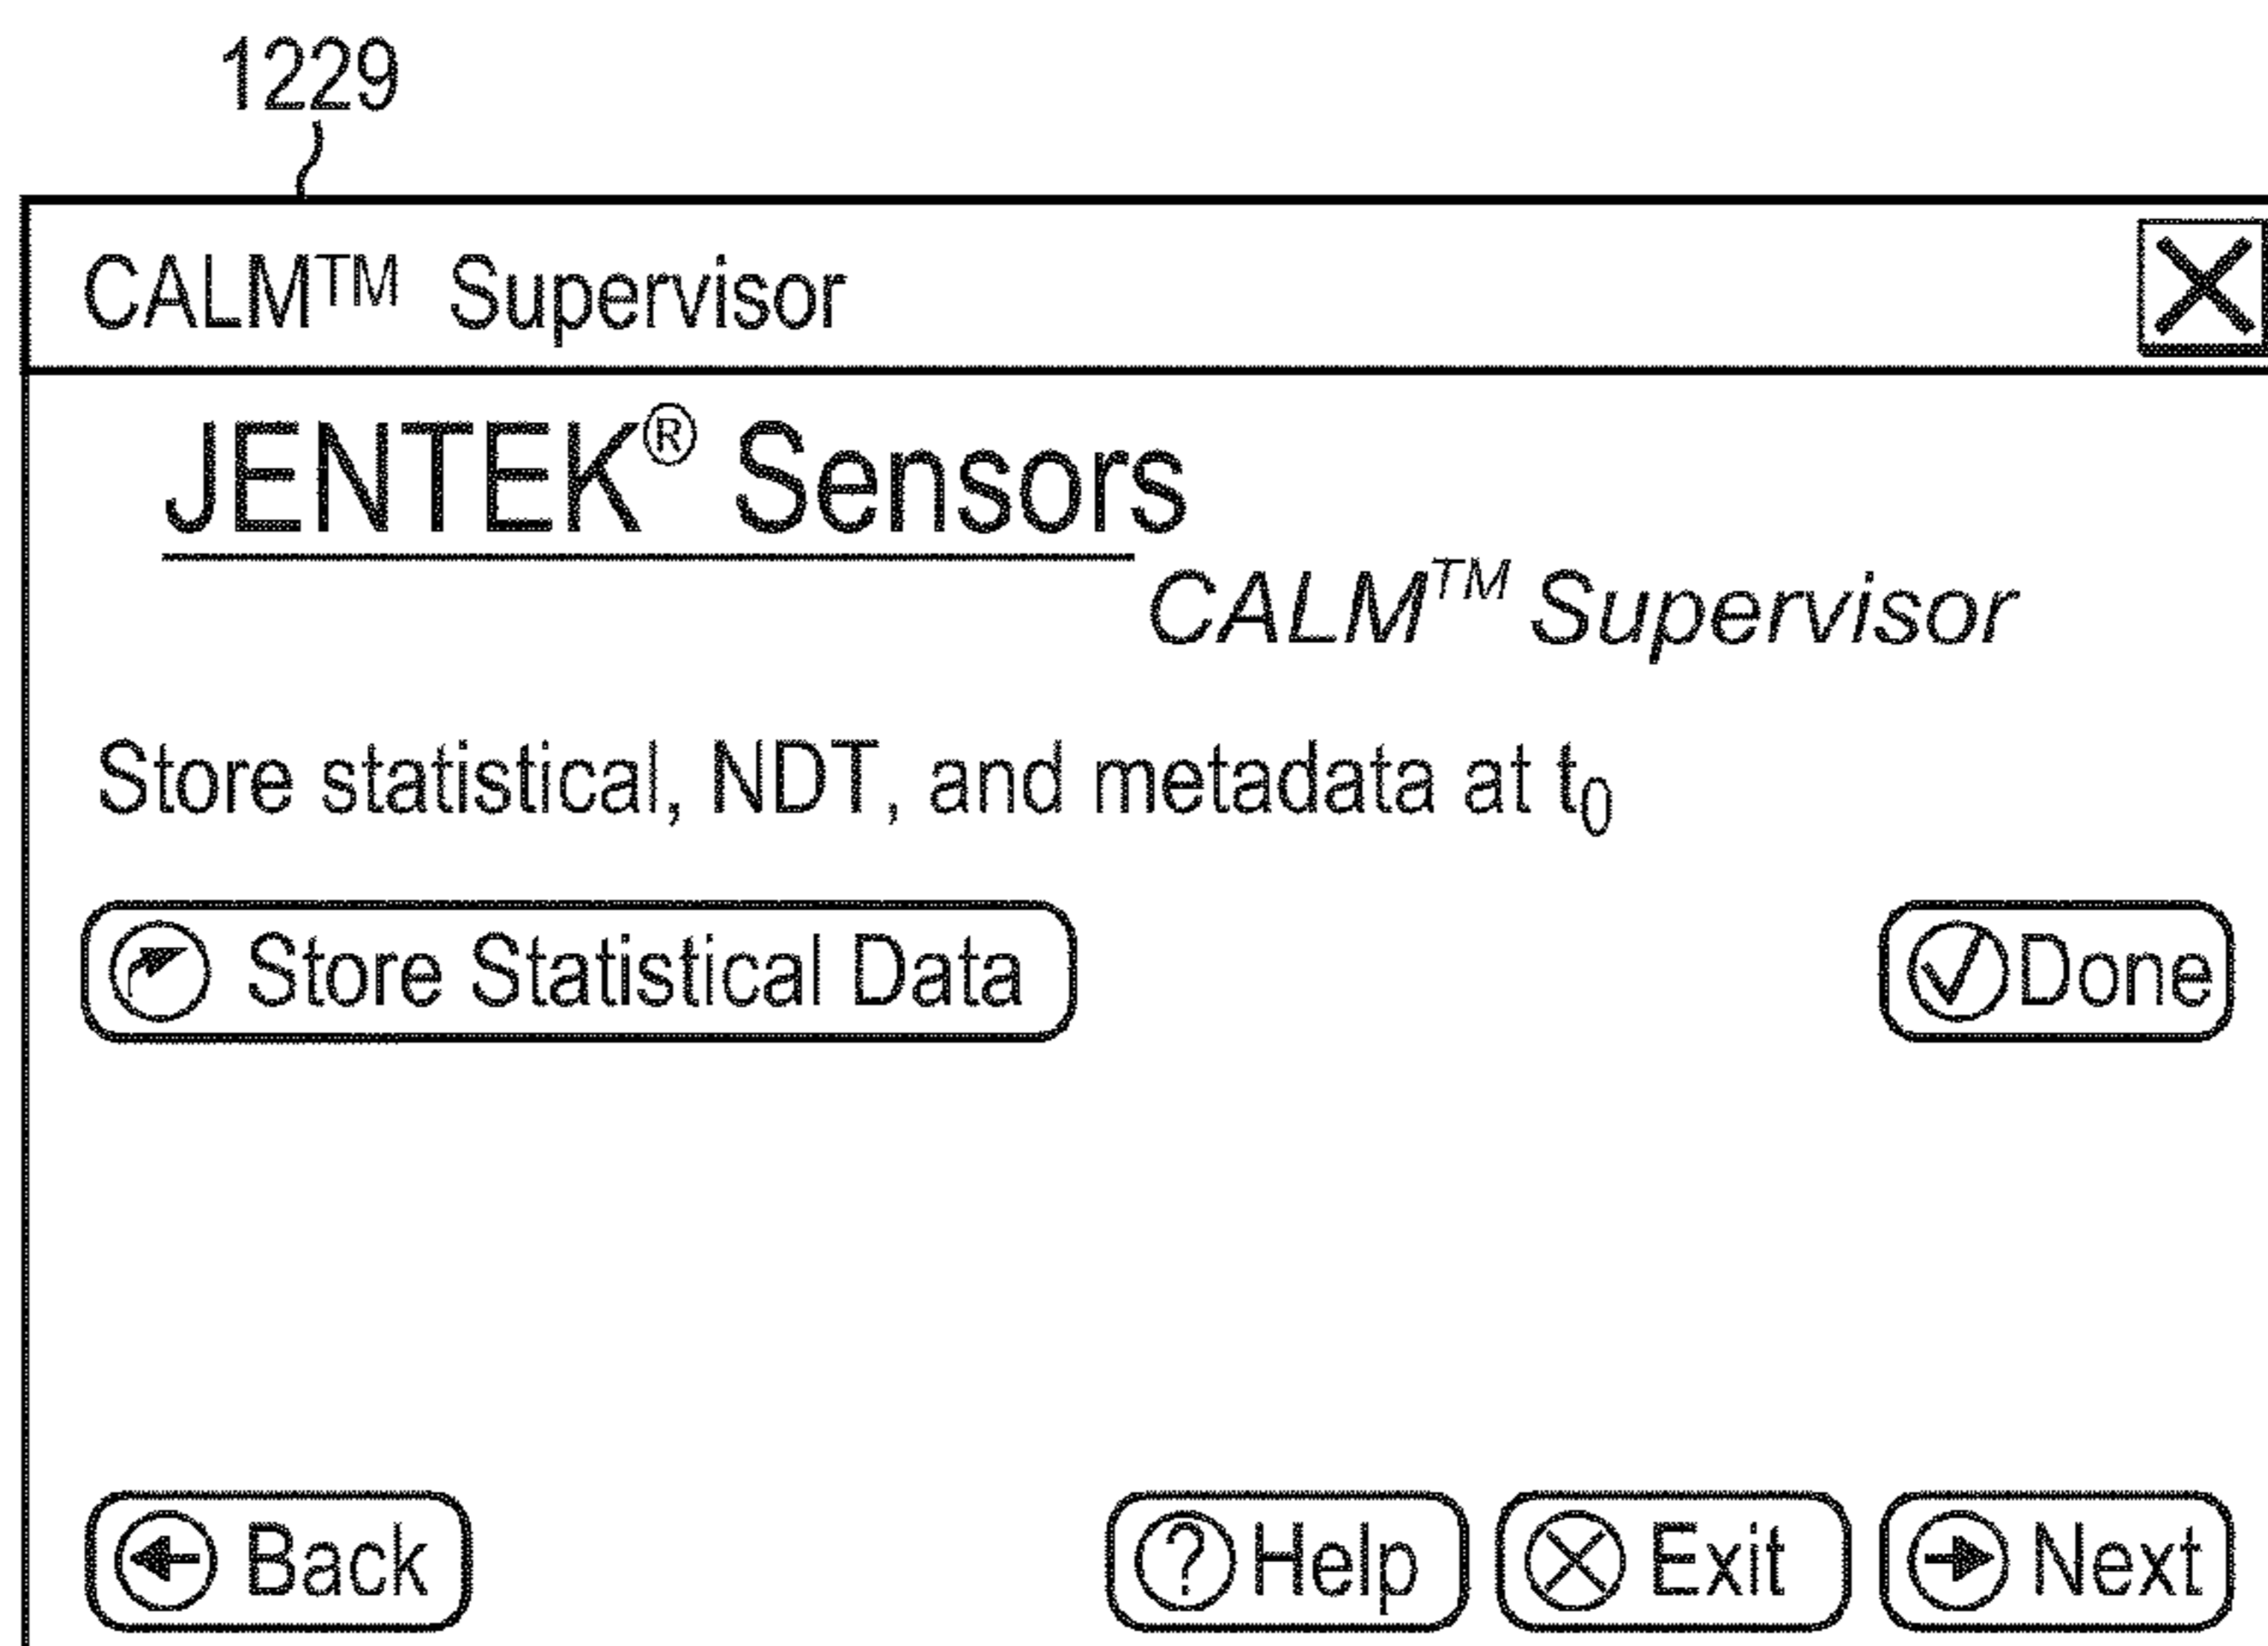 1229
CALM™ Supervisor
JENTEK® Sensors
CALM™ Supervisor
Store statistical, NDT, and metadata at t₀
Store Statistical Data Done
Back Help Exit Next